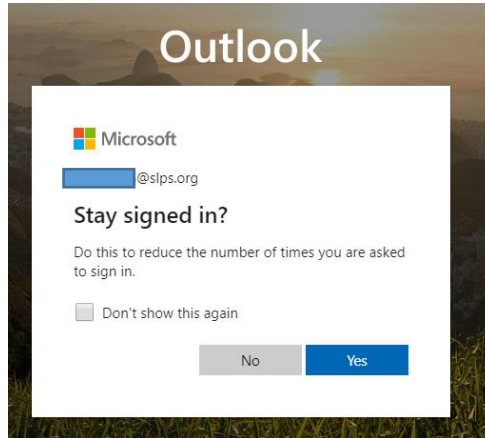 Outlook
Microsoft
@slps.org
Stay signed in?
Do this to reduce the number of times you are asked
to sign in.
Don't show this again
No
Yes